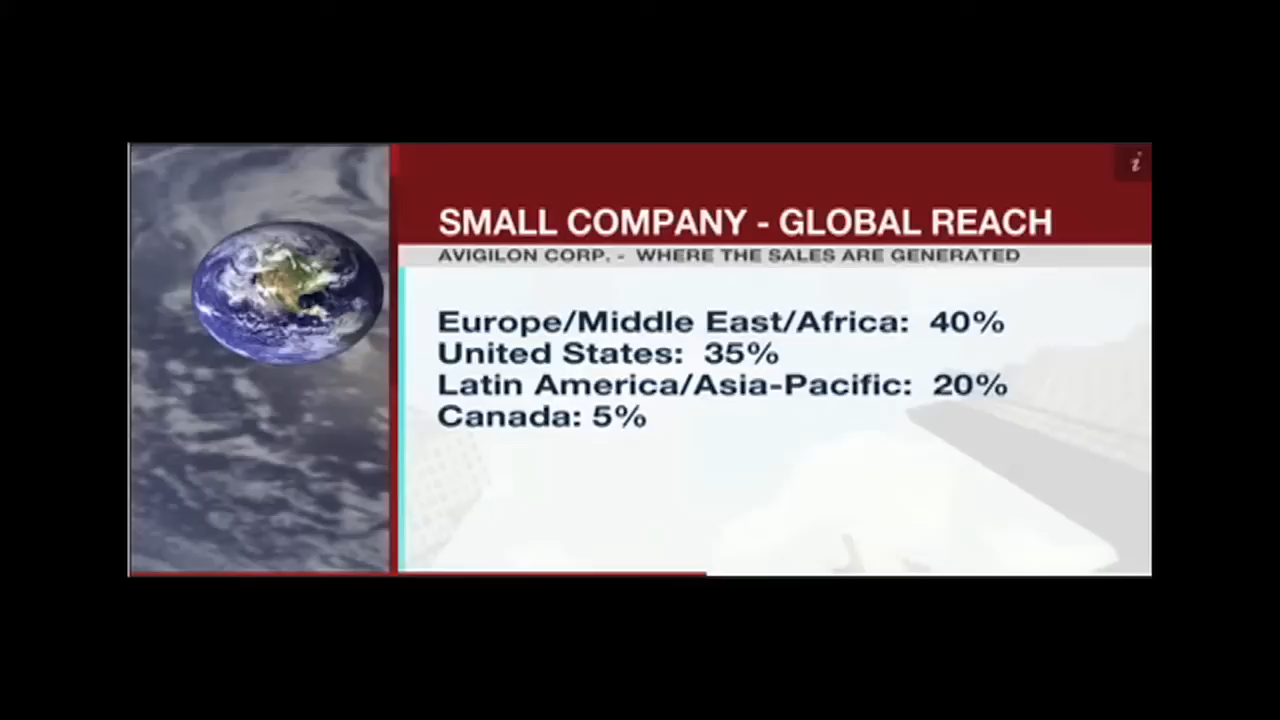 i
SMALL COMPANY - GLOBAL REACH
AVIGILON CORP. - WHERE THE SALES ARE GENERATED
Europe/Middle East/Africa: 40%
United States: 35%
Latin America/Asia-Pacific: 20%
Canada: 5%